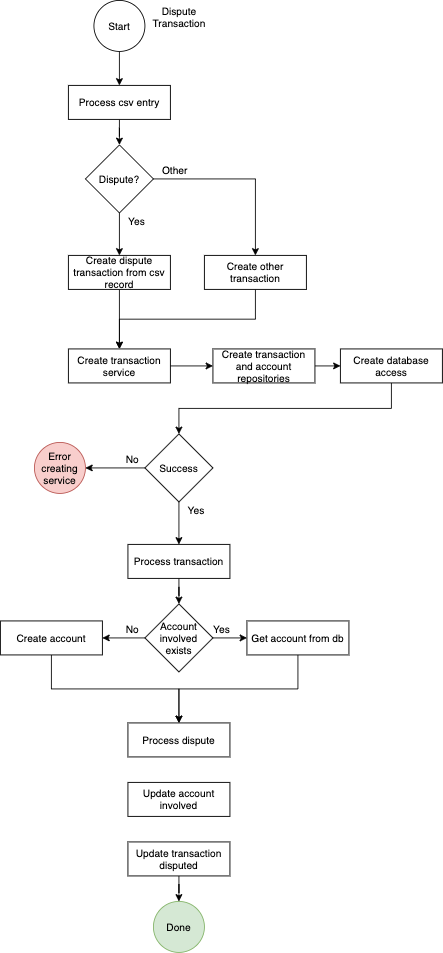 Start
Dispute
Transaction
Process csv entry
Dispute?
Other
Yes
Create dispute
transaction from csv
record
Create other
transaction
Create transaction
service
Create transaction
and account
repositories
Create database
access
Error
creating
service
No
Success
Yes
Process transaction
Create account
No
Account
involved
exists
Yes
Get account from db
Process dispute
Update account
involved
Update transaction
disputed
Done